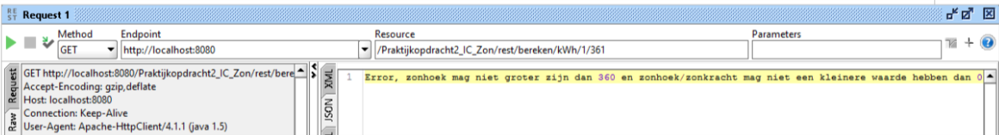 REST Request 1
Method Endpoint Resource Parameters
GET http://localhost:8080 /Praktijkopdracht2_IC_Zon/rest/bereken/kWh/1/361
Request
Raw
GET http://localhost:8080/Praktijkopdracht2_IC_Zon/rest/bere
Accept-Encoding: gzip,deflate
Host: localhost:8080
Connection: Keep-Alive
User-Agent: Apache-HttpClient/4.1.1 (java 1.5)
XML
JSON
1 Error, zonhoek mag niet groter zijn dan 360 en zonhoek/zonkracht mag niet een kleinere waarde hebben dan 0